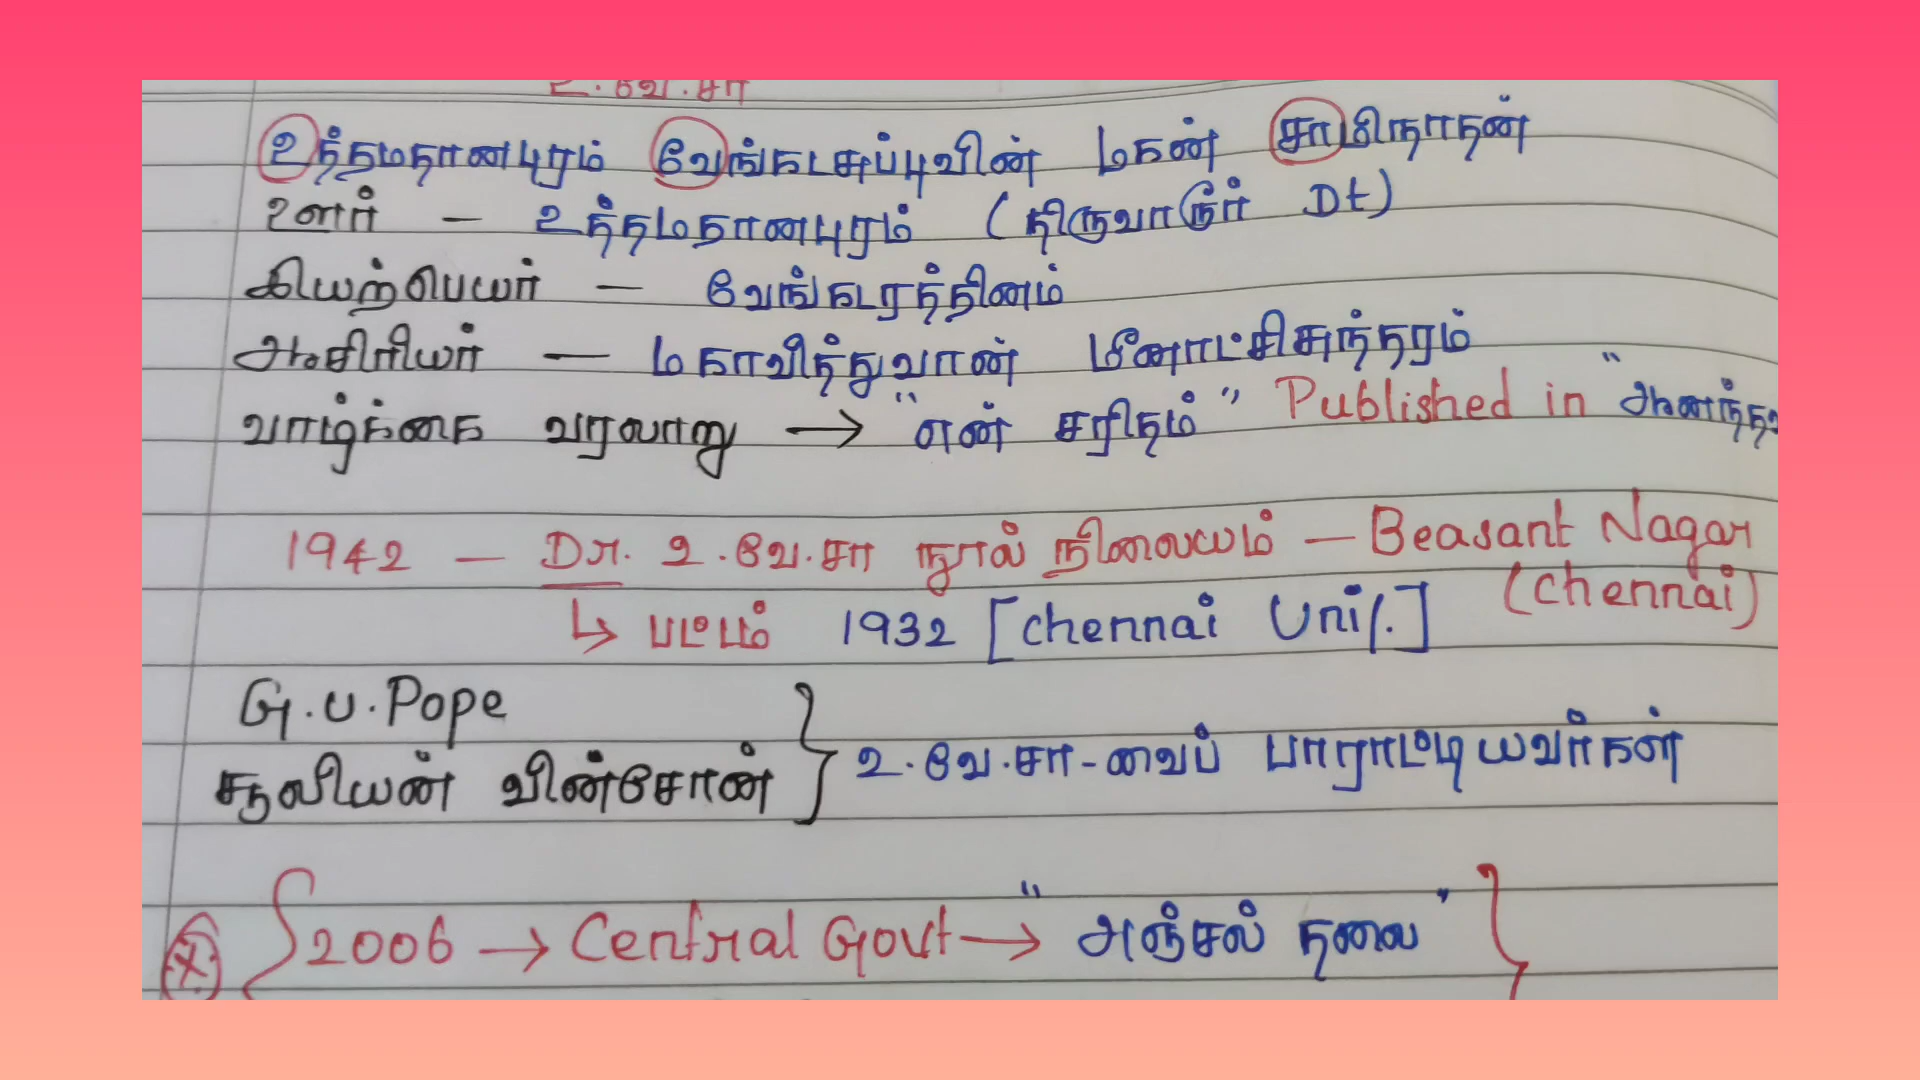 உ.வே.சா
உத்தமதானபுரம் வேங்கடசுப்புவின் மகன் சாமிநாதன்
ஊர் – உத்தமதானபுரம் (திருவாரூர் Dt)
இயற்பெயர் – வேங்கடரத்தினம்
ஆசிரியர் – மகாவித்துவான் மீனாட்சிசுந்தரம்
வாழ்க்கை வரலாறு → "என் சரிதம்" Published in "ஆனந்த
1942 – Dr. உ.வே.சா நூல் நிலையம் – Beasant Nagar
(Chennai)
↳ பட்டம் 1932 [Chennai Uni/.]
G.U.Pope
சூலியன் வின்சோன் } உ.வே.சா-வைப் பாராட்டியவர்கள்
2006 → Central Govt → "அஞ்சல் தலை"